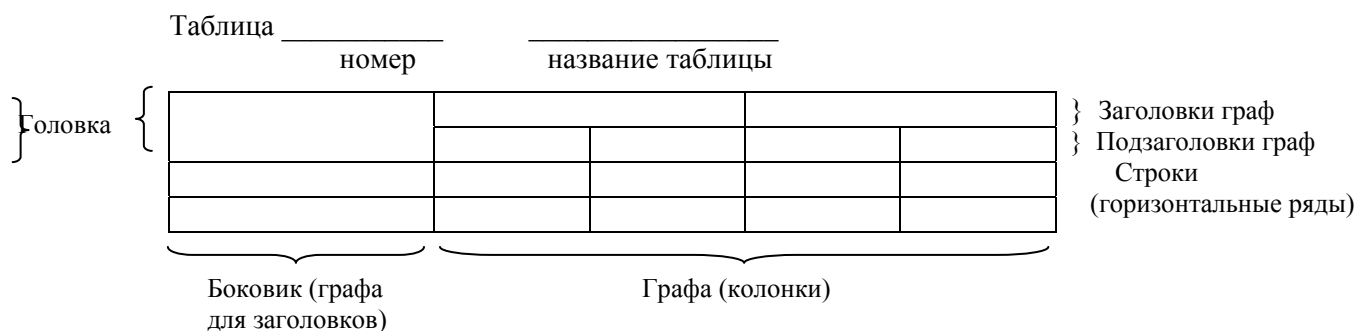 Таблица ___________ _________________
номер название таблицы
Головка
} Заголовки граф
} Подзаголовки граф
Строки
(горизонтальные ряды)
Боковик (графа Графа (колонки)
для заголовков)